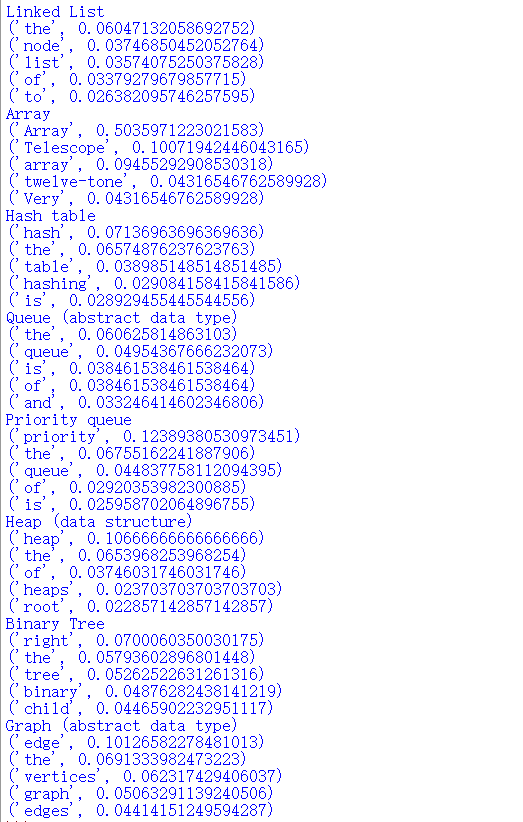 Linked List
('the', 0.06047132058692752)
('node', 0.03746850452052764)
('list', 0.03574075250375828)
('of', 0.03379279679857715)
('to', 0.026382095746257595)
Array
('Array', 0.5035971223021583)
('Telescope', 0.10071942446043165)
('array', 0.09455292908530318)
('twelve-tone', 0.04316546762589928)
('Very', 0.04316546762589928)
Hash table
('hash', 0.07136963696369636)
('the', 0.06574876237623763)
('table', 0.038985148514851485)
('hashing', 0.029084158415841586)
('is', 0.028929455445544556)
Queue (abstract data type)
('the', 0.060625814863103)
('queue', 0.04954367666232073)
('is', 0.038461538461538464)
('of', 0.038461538461538464)
('and', 0.033246414602346806)
Priority queue
('priority', 0.12389380530973451)
('the', 0.06755162241887906)
('queue', 0.044837758112094395)
('of', 0.02920353982300885)
('is', 0.025958702064896755)
Heap (data structure)
('heap', 0.10666666666666666)
('the', 0.0653968253968254)
('of', 0.03746031746031746)
('heaps', 0.023703703703703703)
('root', 0.022857142857142857)
Binary Tree
('right', 0.0700060350030175)
('the', 0.05793602896801448)
('tree', 0.05262522631261316)
('binary', 0.04876282438141219)
('child', 0.04465902232951117)
Graph (abstract data type)
('edge', 0.10126582278481013)
('the', 0.0691333982473223)
('vertices', 0.062317429406037)
('graph', 0.05063291139240506)
('edges', 0.04414151249594287)